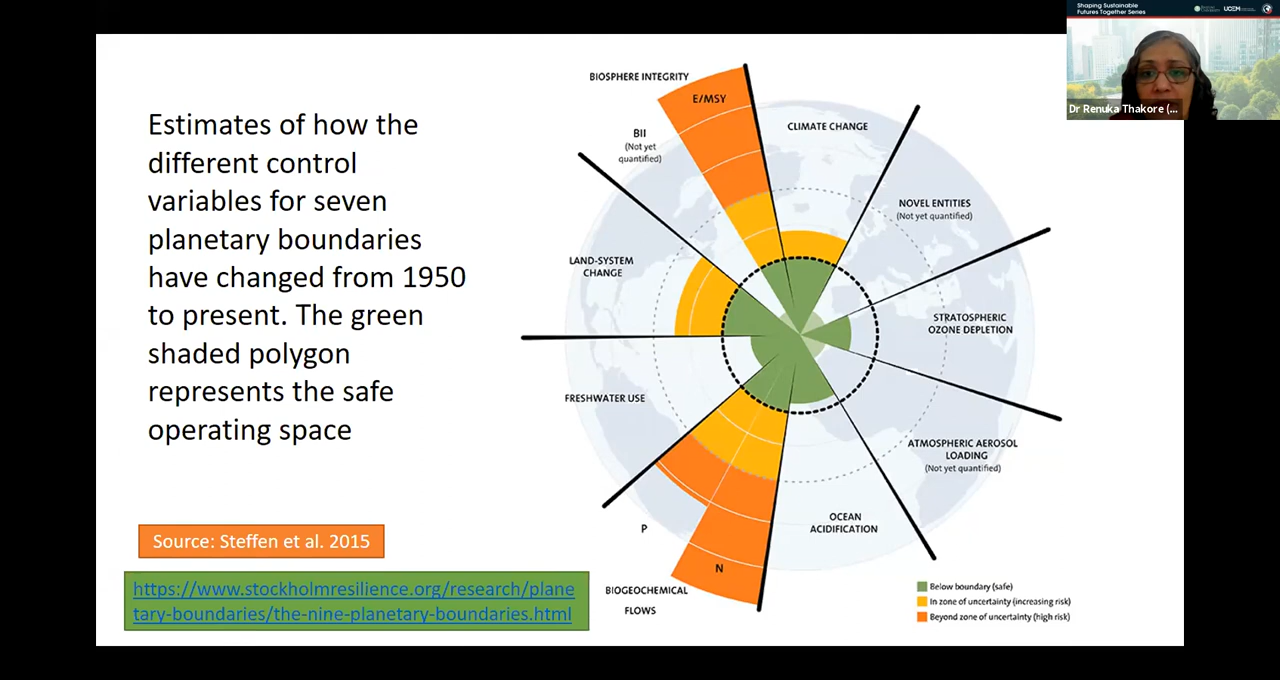 Shaping Sustainable
Futures Together Series
UCEM
Dr Renuka Thakore (...
Estimates of how the
different control
variables for seven
planetary boundaries
have changed from 1950
to present. The green
shaded polygon
represents the safe
operating space
Source: Steffen et al. 2015
https://www.stockholmresilience.org/research/plane
tary-boundaries/the-nine-planetary-boundaries.html
BIOSPHERE INTEGRITY
E/MSY
BII
(Not yet
quantified)
CLIMATE CHANGE
NOVEL ENTITIES
(Not yet quantified)
LAND-SYSTEM
CHANGE
STRATOSPHERIC
OZONE DEPLETION
FRESHWATER USE
ATMOSPHERIC AEROSOL
LOADING
(Not yet quantified)
OCEAN
ACIDIFICATION
P
N
BIOGEOCHEMICAL
FLOWS
Below boundary (safe)
In zone of uncertainty (increasing risk)
Beyond zone of uncertainty (high risk)